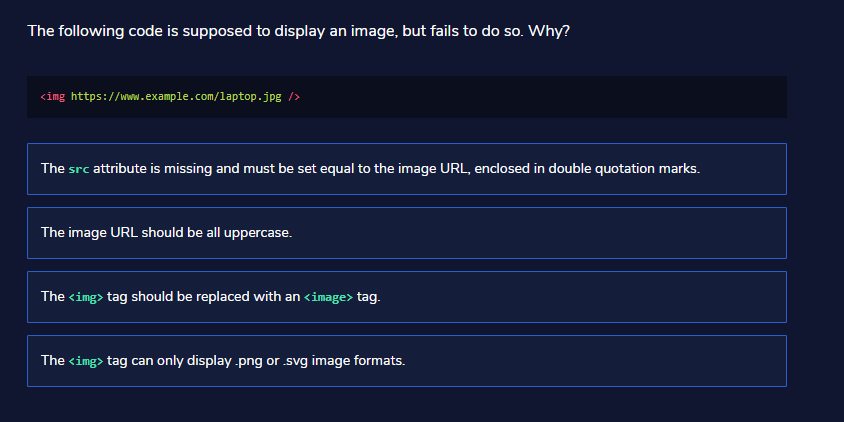 The following code is supposed to display an image, but fails to do so. Why?
<img https://www.example.com/laptop.jpg />
The src attribute is missing and must be set equal to the image URL, enclosed in double quotation marks.
The image URL should be all uppercase.
The <img> tag should be replaced with an <image> tag.
The <img> tag can only display .png or .svg image formats.